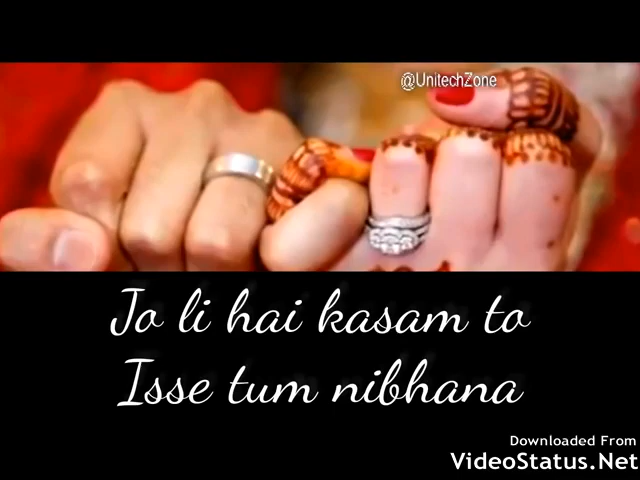 @UnitechZone
Jo li hai kasam to
Isse tum nibhana
Downloaded From
VideoStatus.Net